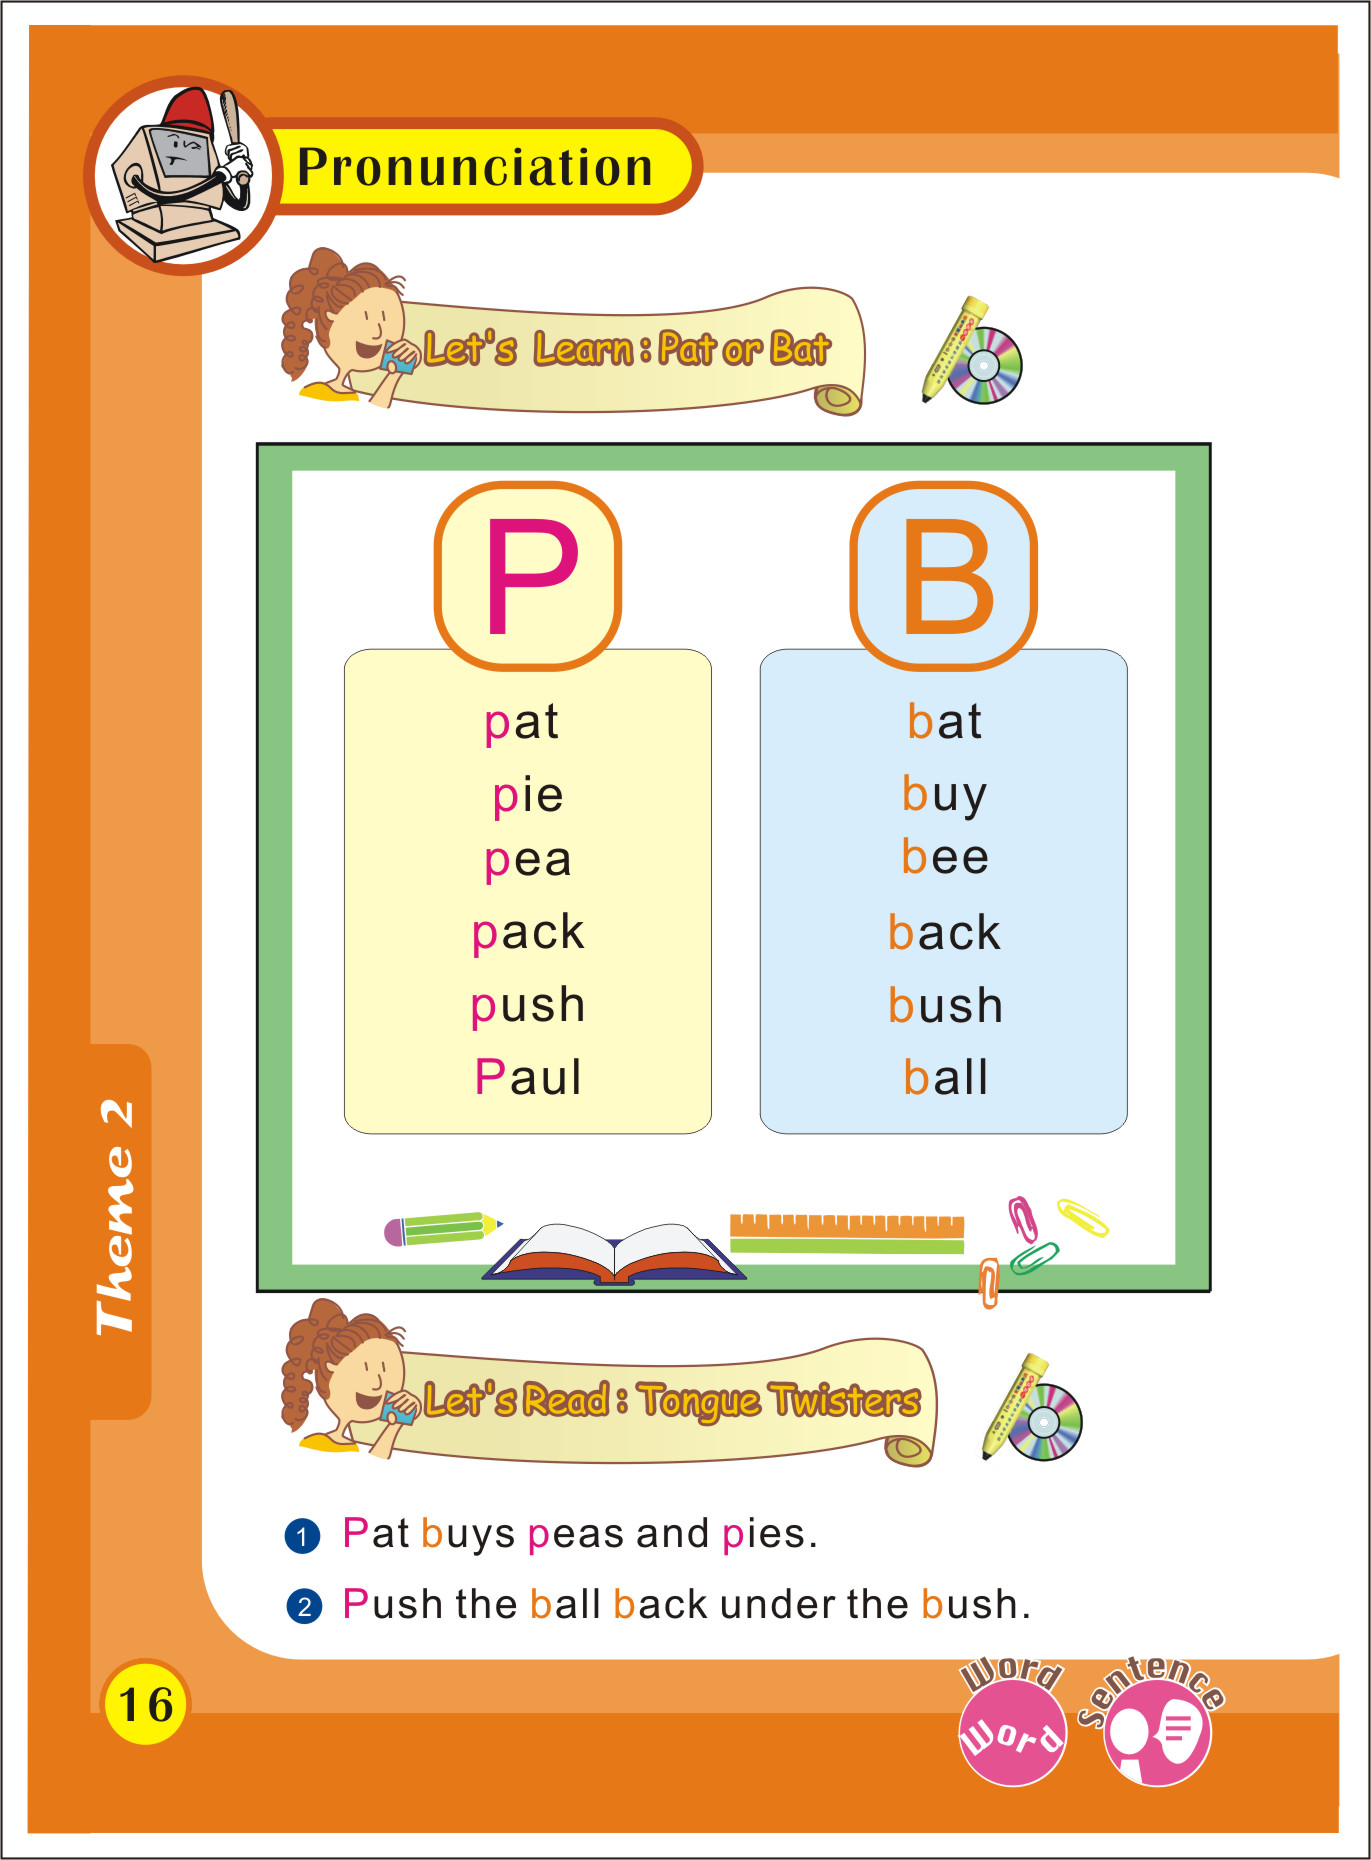 Pronunciation
Let's Learn : Pat or Bat
P
B
pat
bat
pie
buy
pea
bee
pack
back
push
bush
Paul
ball
Theme 2
Let's Read : Tongue Twisters
1 Pat buys peas and pies.
2 Push the ball back under the bush.
16
Word
Word
Sentence